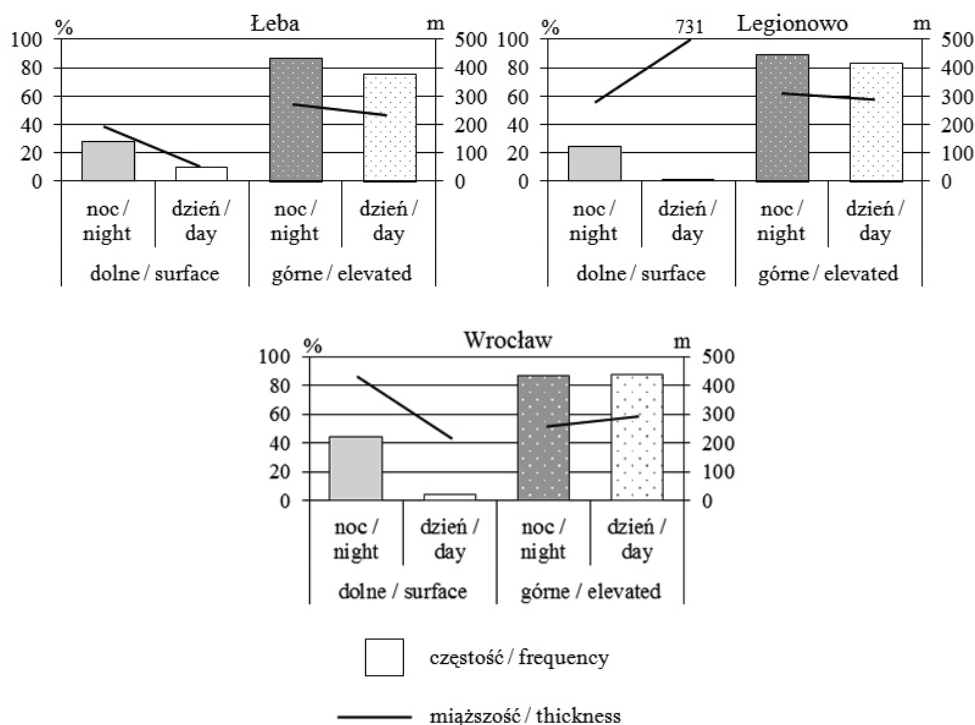 Łeba
% m
100 500
80 400
60 300
40 200
20 100
0 0
noc / night dzień / day noc / night dzień / day
dolne / surface górne / elevated
731
% Legionowo m
100 500
80 400
60 300
40 200
20 100
0 0
noc / night dzień / day noc / night dzień / day
dolne / surface górne / elevated
% Wrocław m
100 500
80 400
60 300
40 200
20 100
0 0
noc / night dzień / day noc / night dzień / day
dolne / surface górne / elevated
częstość / frequency
miąższość / thickness